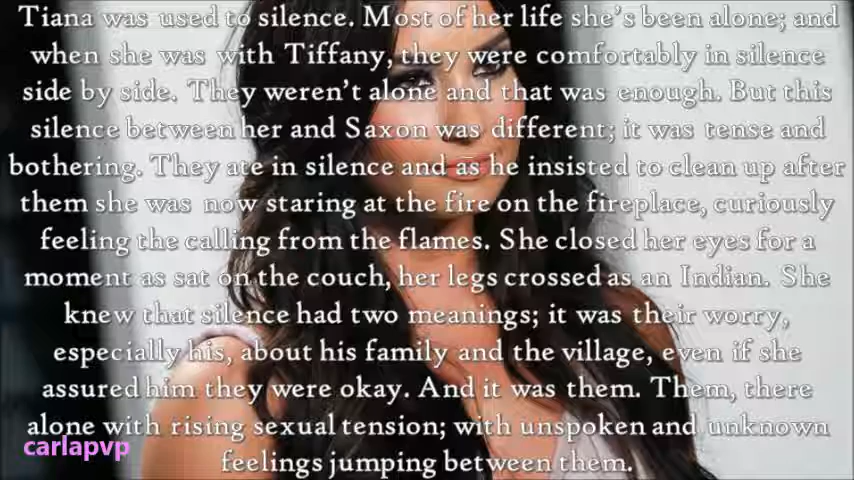 Tiana was used to silence. Most of her life she's been alone; and
when she was with Tiffany, they were comfortably in silence
side by side. They weren't alone and that was enough. But this
silence between her and Saxon was different; it was tense and
bothering. They ate in silence and as he insisted to clean up after
them she was now staring at the fire on the fireplace, curiously
feeling the calling from the flames. She closed her eyes for a
moment as sat on the couch, her legs crossed as an Indian. She
knew that silence had two meanings; it was their worry,
especially his, about his family and the village, even if she
assured him they were okay. And it was them. Them, there
alone with rising sexual tension; with unspoken and unknown
feelings jumping between them.
carlapvp